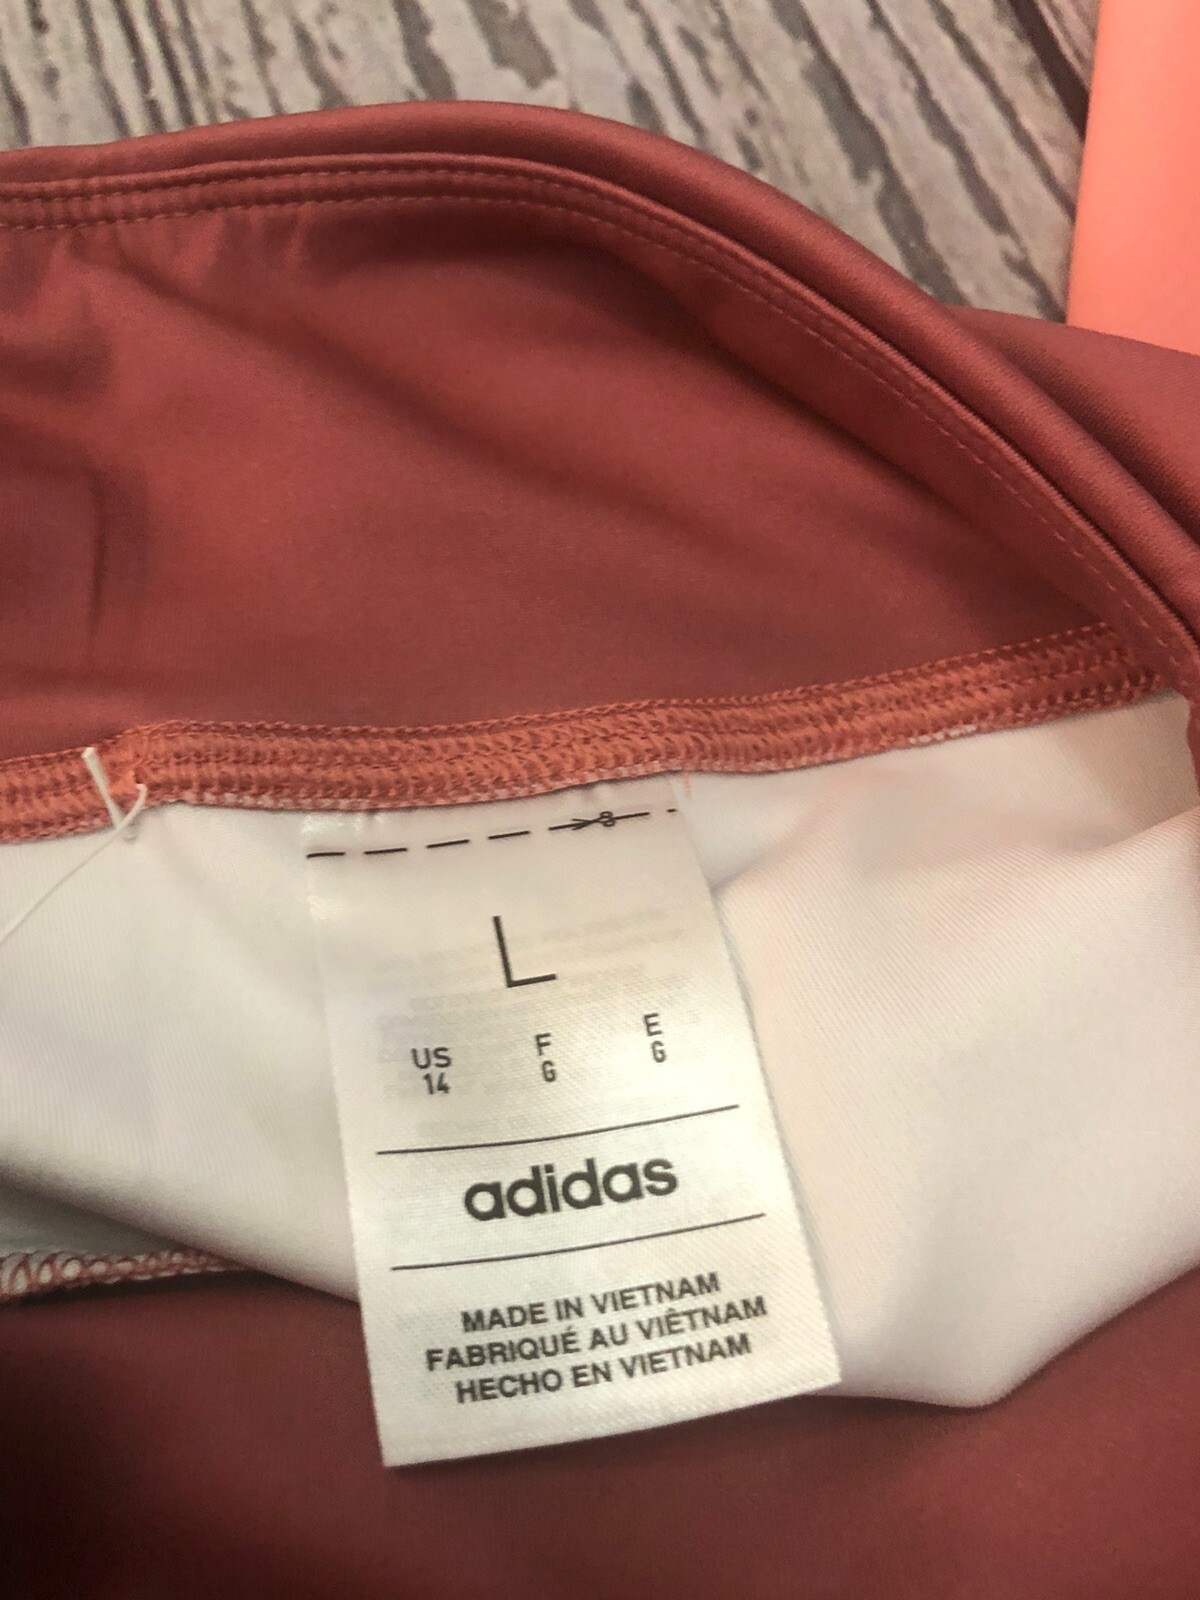 L
US F E
14 G G
adidas
MADE IN VIETNAM
FABRIQUÉ AU VIÊTNAM
HECHO EN VIETNAM